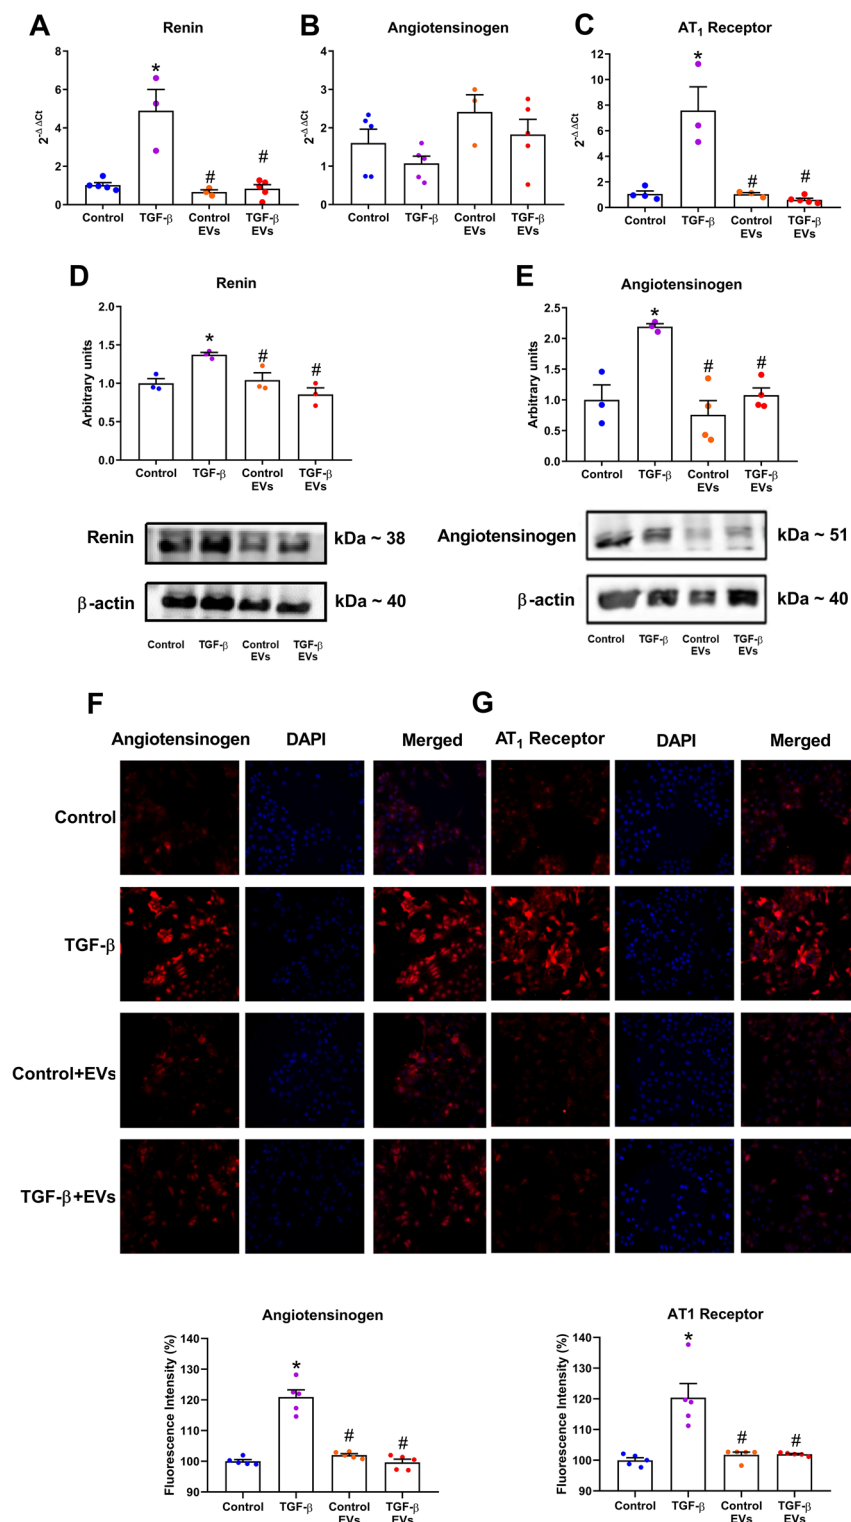 A
Renin
2-Δ ΔCt
8
6
4
2
0
*
#
#
Control
TGF-β
Control
EVs
TGF-β
EVs
B
Angiotensinogen
4
3
2
1
0
Control
TGF-β
Control
EVs
TGF-β
EVs
C
AT1 Receptor
2-Δ ΔCt
12
10
8
6
4
2
0
*
#
#
Control
TGF-β
Control
EVs
TGF-β
EVs
D
Renin
Arbitrary units
2.0
1.5
1.0
0.5
0.0
*
#
#
Control
TGF-β
Control
EVs
TGF-β
EVs
Renin
kDa ~ 38
β-actin
kDa ~ 40
Control
TGF-β
Control
EVs
TGF-β
EVs
E
Angiotensinogen
Arbitrary units
2.5
2.0
1.5
1.0
0.5
0.0
*
#
#
Control
TGF-β
Control
EVs
TGF-β
EVs
Angiotensinogen
kDa ~ 51
β-actin
kDa ~ 40
Control
TGF-β
Control
EVs
TGF-β
EVs
F
Angiotensinogen
DAPI
Merged
G
AT1 Receptor
DAPI
Merged
Control
TGF-β
Control+EVs
TGF-β+EVs
Angiotensinogen
Fluorescence Intensity (%)
140
130
120
110
100
90
*
#
#
Control
TGF-β
Control
EVs
TGF-β
EVs
AT1 Receptor
Fluorescence Intensity (%)
140
130
120
110
100
90
*
#
#
Control
TGF-β
Control
EVs
TGF-β
EVs